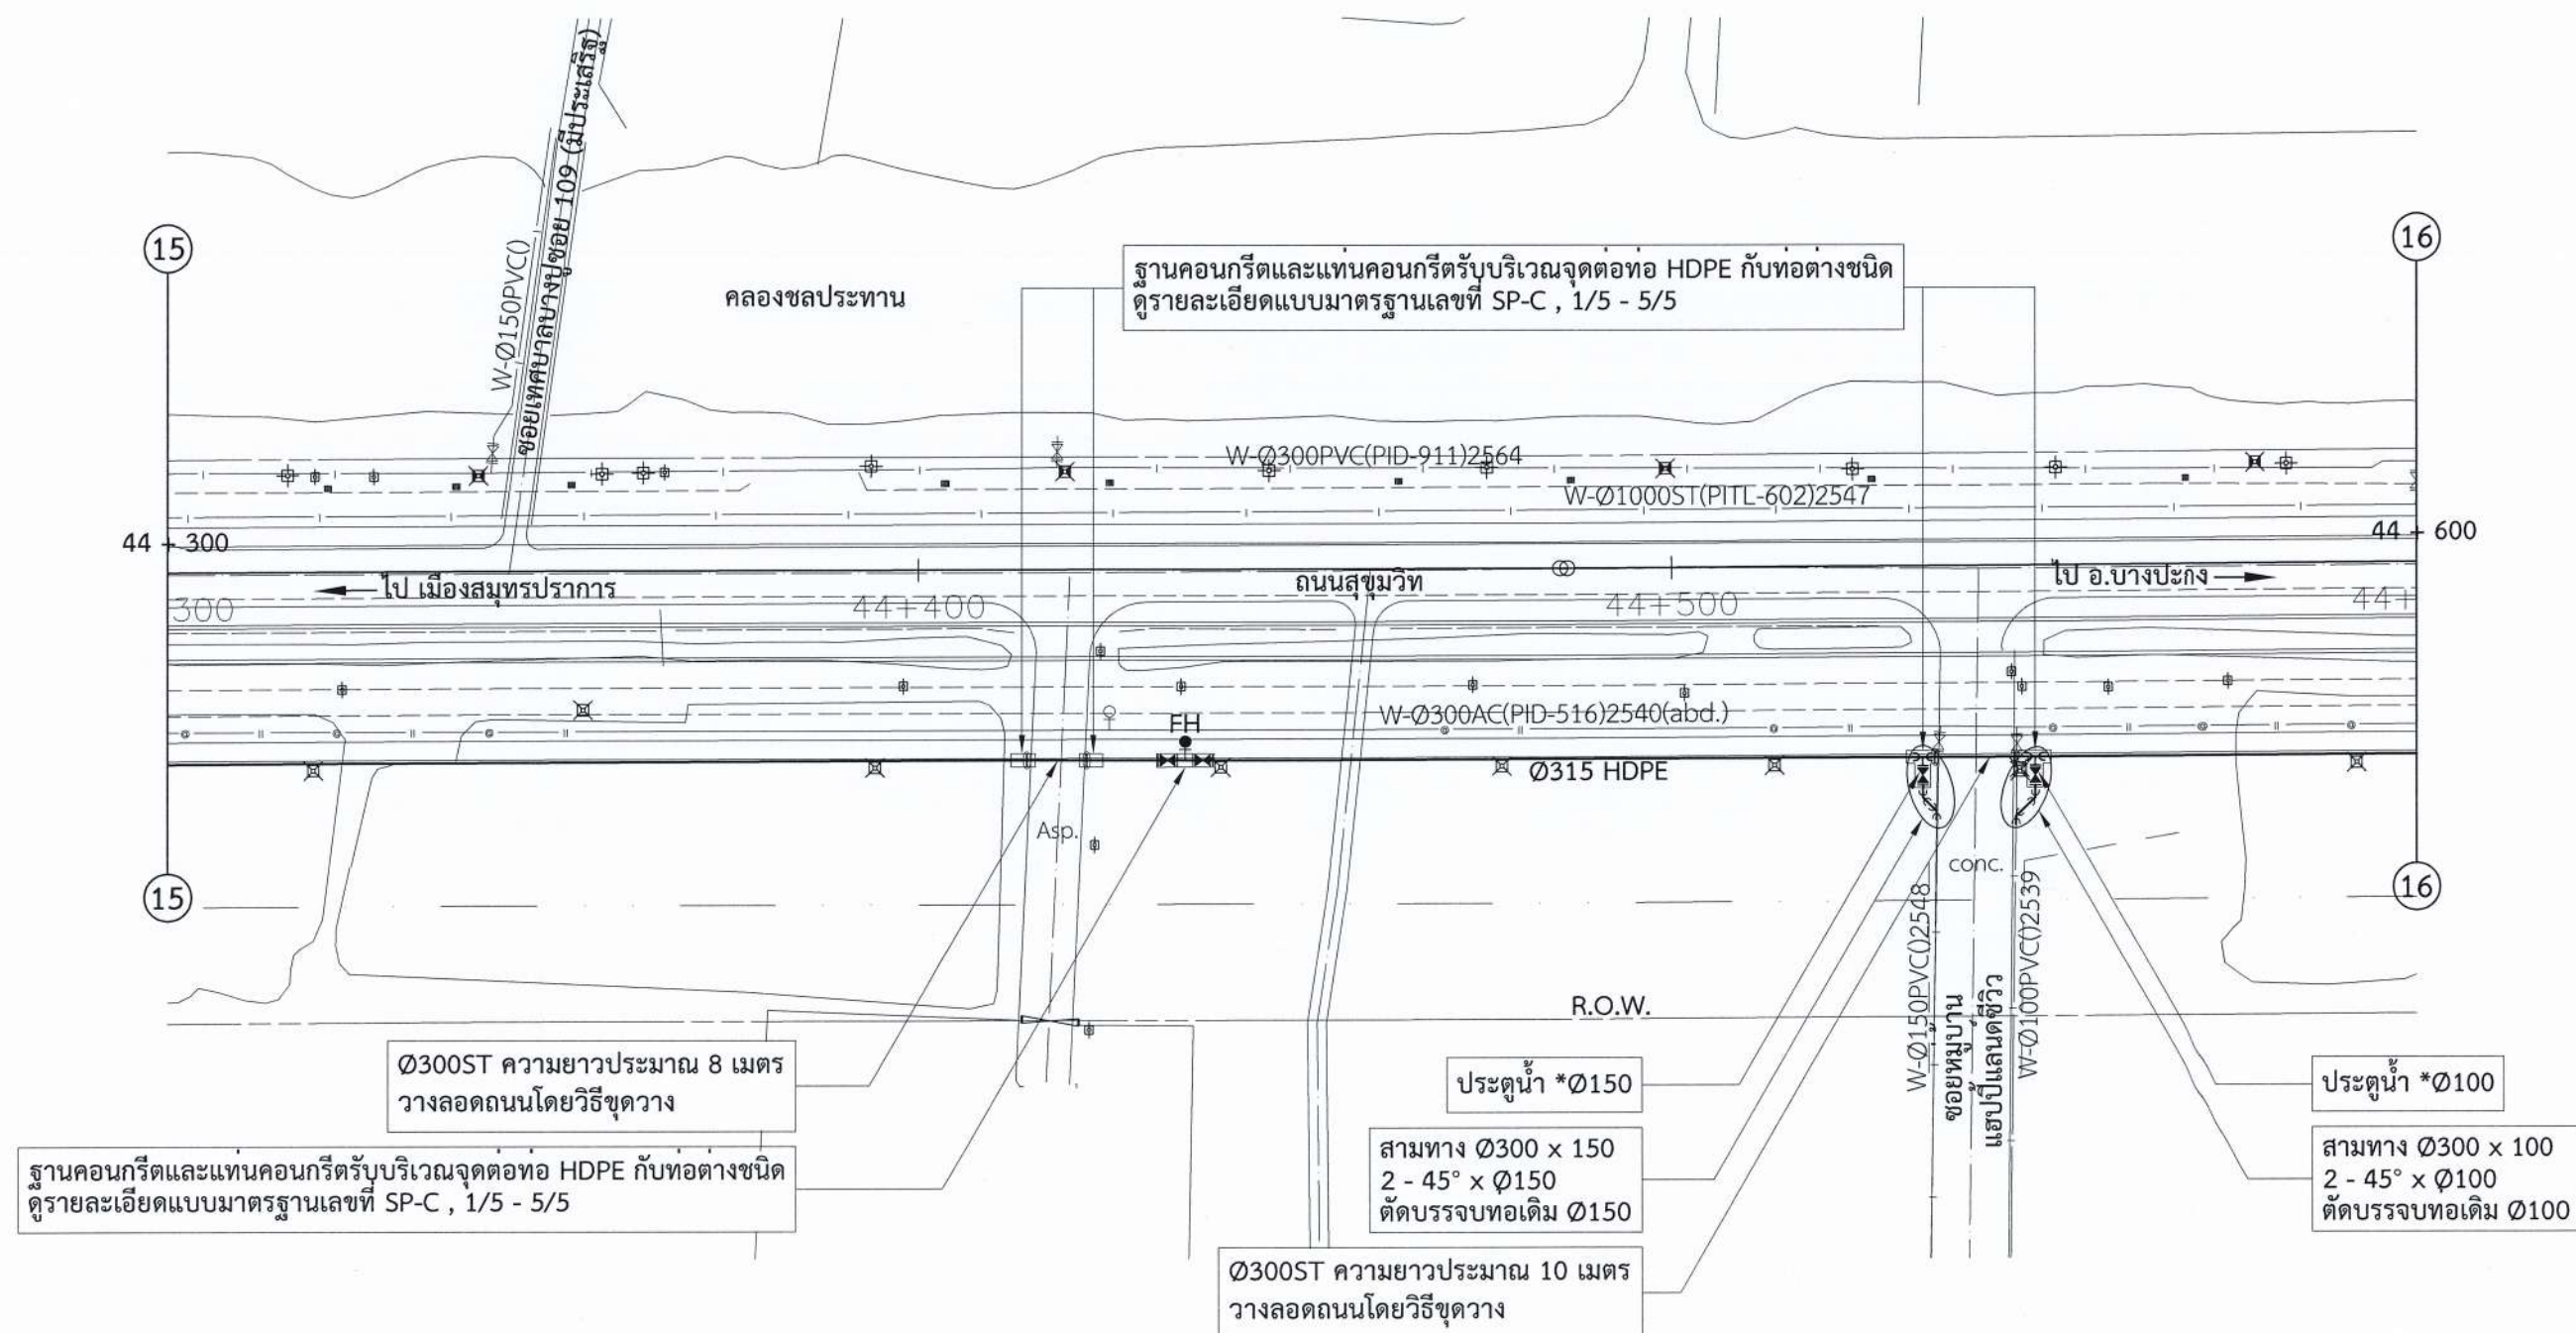 ซอยเทศบาลบางปูซอย 109 (มีประเสริฐ)
W-Ø150PVC()
15
16
ฐานคอนกรีตและแท่นคอนกรีตรับบริเวณจุดต่อท่อ HDPE กับท่อต่างชนิด
ดูรายละเอียดแบบมาตรฐานเลขที่ SP-C , 1/5 - 5/5
คลองชลประทาน
W-Ø300PVC(PID-911)2564
W-Ø1000ST(PITL-602)2547
44 + 300
44 + 600
ไป เมืองสมุทรปราการ
ถนนสุขุมวิท
ไป อ.บางปะกง
300
44+400
44+500
44+
W-Ø300AC(PID-516)2540(abd.)
FH
Ø315 HDPE
Asp.
conc.
15
16
W-Ø150PVC()2548
W-Ø100PVC()2539
ซอยหมู่บ้าน
แฮปปี้แลนด์ซีวิว
R.O.W.
Ø300ST ความยาวประมาณ 8 เมตร
วางลอดถนนโดยวิธีขุดวาง
ประตูน้ำ *Ø150
ประตูน้ำ *Ø100
ฐานคอนกรีตและแท่นคอนกรีตรับบริเวณจุดต่อท่อ HDPE กับท่อต่างชนิด
ดูรายละเอียดแบบมาตรฐานเลขที่ SP-C , 1/5 - 5/5
สามทาง Ø300 x 150
2 - 45° x Ø150
ตัดบรรจบท่อเดิม Ø150
สามทาง Ø300 x 100
2 - 45° x Ø100
ตัดบรรจบท่อเดิม Ø100
Ø300ST ความยาวประมาณ 10 เมตร
วางลอดถนนโดยวิธีขุดวาง